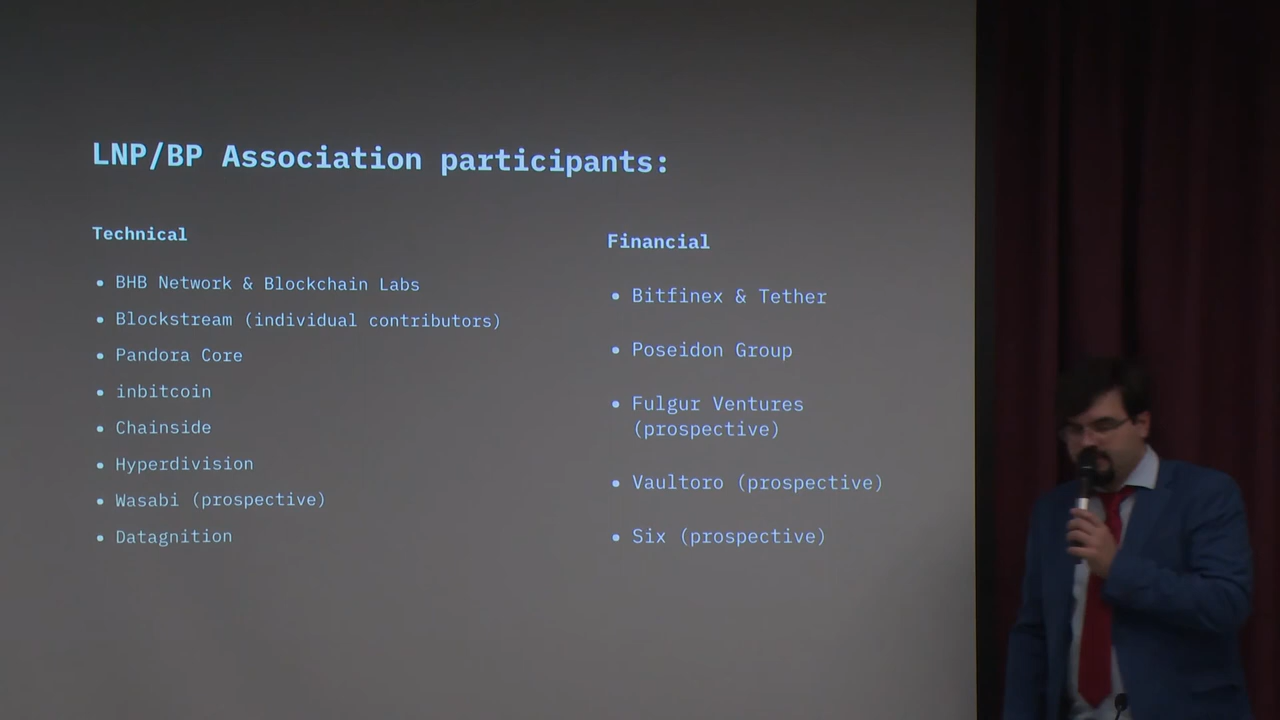 LNP/BP Association participants:
Technical
• BHB Network & Blockchain Labs
• Blockstream (individual contributors)
• Pandora Core
• inbitcoin
• Chainside
• Hyperdivision
• Wasabi (prospective)
• Datagnition
Financial
• Bitfinex & Tether
• Poseidon Group
• Fulgur Ventures
(prospective)
• Vaultoro (prospective)
• Six (prospective)